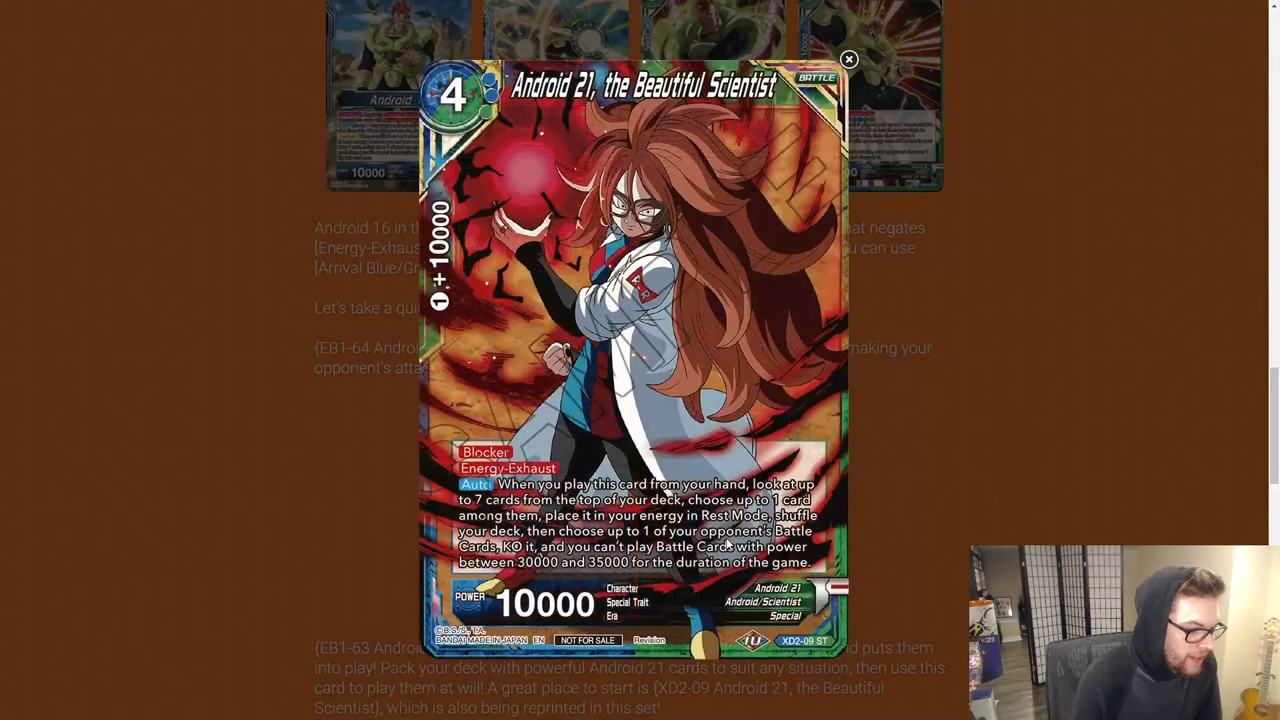 Android
10000
4
Android 21, the Beautiful Scientist
BATTLE
1 + 10000
Android 16 in th
hat negates
[Energy-Exhaus
u can use
[Arrival Blue/Gr
Let's take a qui
{EB1-64 Androi
making your
opponent's atta
Blocker
Energy-Exhaust
Auto When you play this card from your hand, look at up
to 7 cards from the top of your deck, choose up to 1 card
among them, place it in your energy in Rest Mode, shuffle
your deck, then choose up to 1 of your opponent's Battle
Cards, KO it, and you can't play Battle Cards with power
between 30000 and 35000 for the duration of the game.
POWER 10000
Character Android 21
Special Trait Android/Scientist
Era Special
©B.S./S., T.A.
BANDAI MADE IN JAPAN EN NOT FOR SALE Revision
1U XD2-09 ST
{EB1-63 Androi
nd puts them
into play! Pack your deck with powerful Android 21 cards to suit any situation, then use this
card to play them at will! A great place to start is {XD2-09 Android 21, the Beautiful
Scientist}, which is also being reprinted in this set!